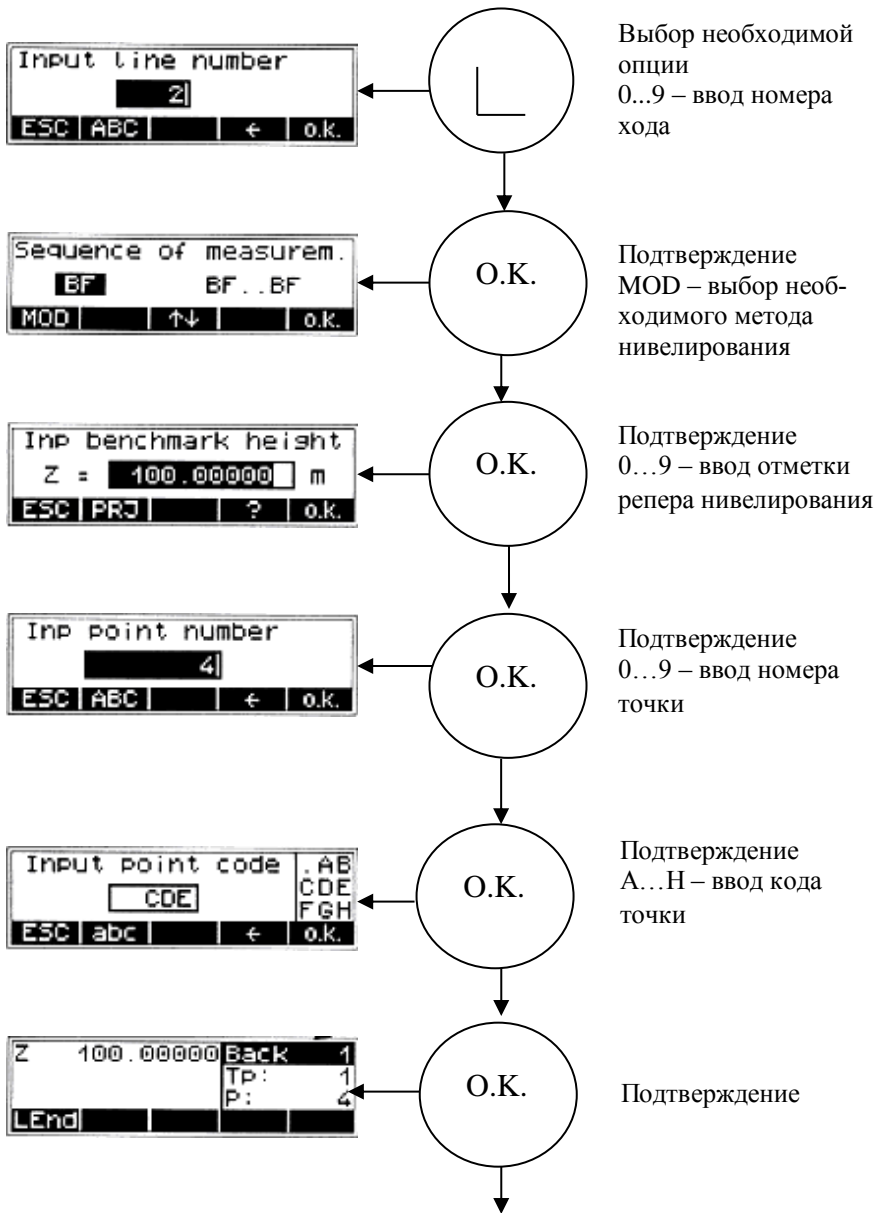 Input line number
2
ESC ABC ← o.k.
Выбор необходимой
опции
0...9 – ввод номера
хода
Sequence of measurem.
BF BF..BF
MOD ↑↓ o.k.
O.K.
Подтверждение
MOD – выбор необ-
ходимого метода
нивелирования
Inp benchmark height
Z = 100.00000 m
ESC PRJ ? o.k.
O.K.
Подтверждение
0…9 – ввод отметки
репера нивелирования
Inp point number
4
ESC ABC ← o.k.
O.K.
Подтверждение
0…9 – ввод номера
точки
Input point code .AB
CDE CDE
FGH
ESC abc ← o.k.
O.K.
Подтверждение
A…H – ввод кода
точки
Z 100.00000 Back 1
Tp: 1
P: 4
LEnd
O.K.
Подтверждение